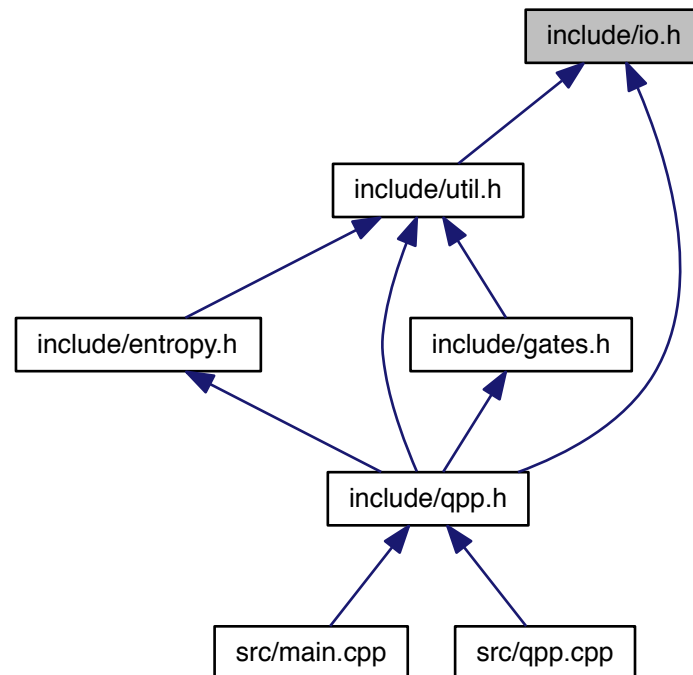 include/io.h
include/util.h
include/entropy.h
include/gates.h
include/qpp.h
src/main.cpp
src/qpp.cpp